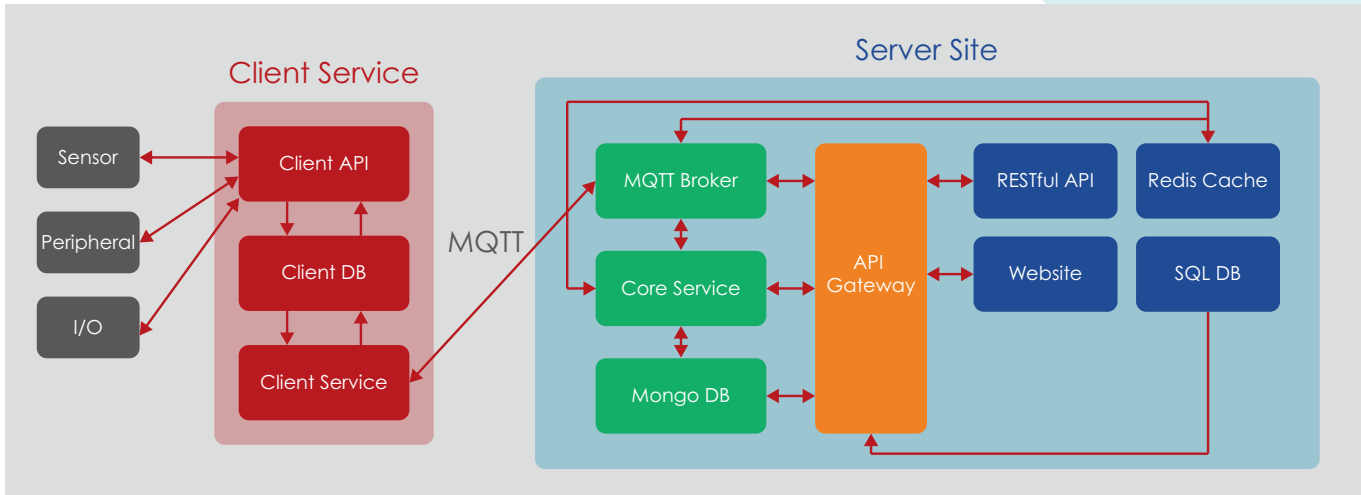 Server Site
Client Service
Sensor
Client API
Peripheral
Client DB
I/O
Client Service
MQTT
MQTT Broker
RESTful API
Redis Cache
Core Service
API
Gateway
Website
SQL DB
Mongo DB